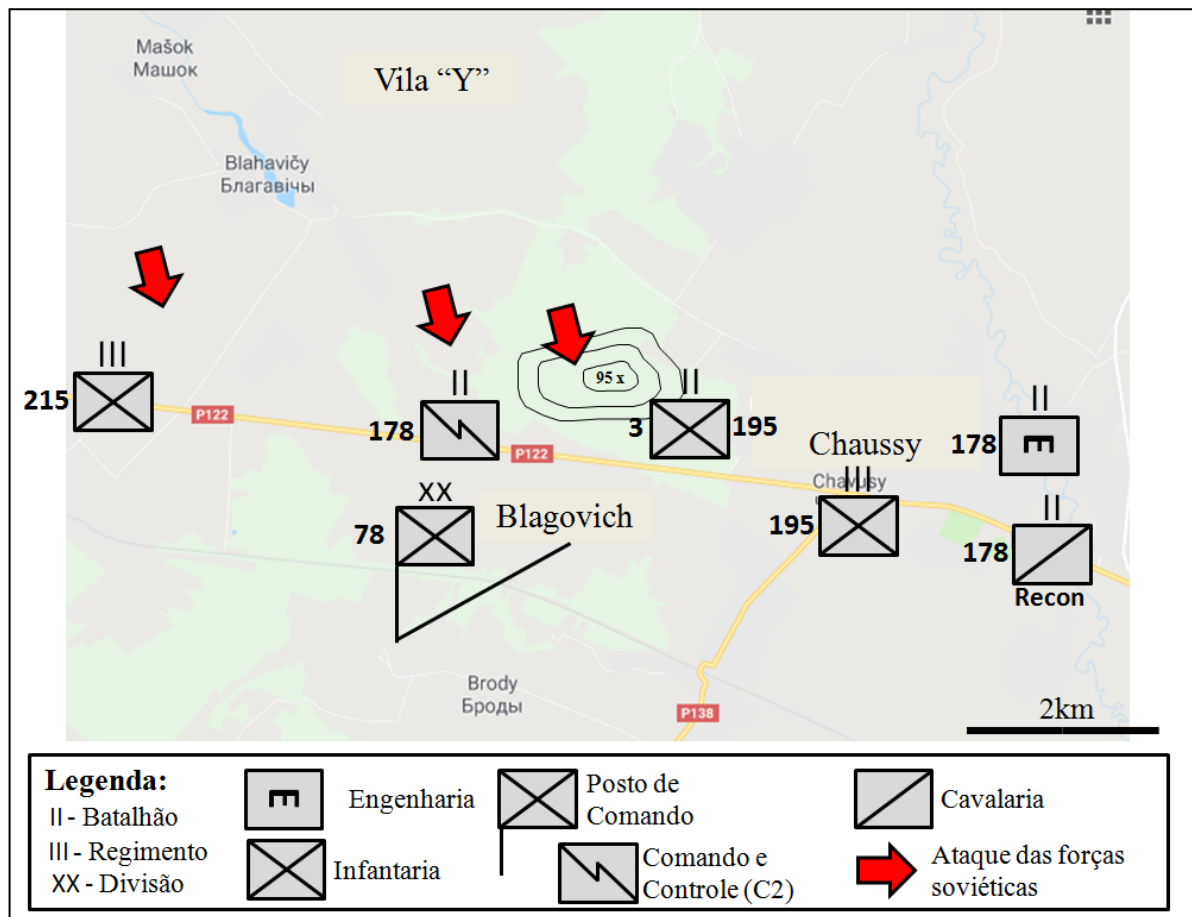 Mašok
Машок
Vila “Y”
Blahavičy
Благавічы
III
215
P122
II
178
95 x
II
3
195
P122
Chaussy
Chavusy
II
178
E
XX
78
Blagovich
III
195
II
178
Recon
Brody
Броды
P138
2km
Legenda:
II - Batalhão
III - Regimento
XX - Divisão
E
Engenharia
Infantaria
Posto de
Comando
Comando e
Controle (C2)
Cavalaria
Ataque das forças
soviéticas